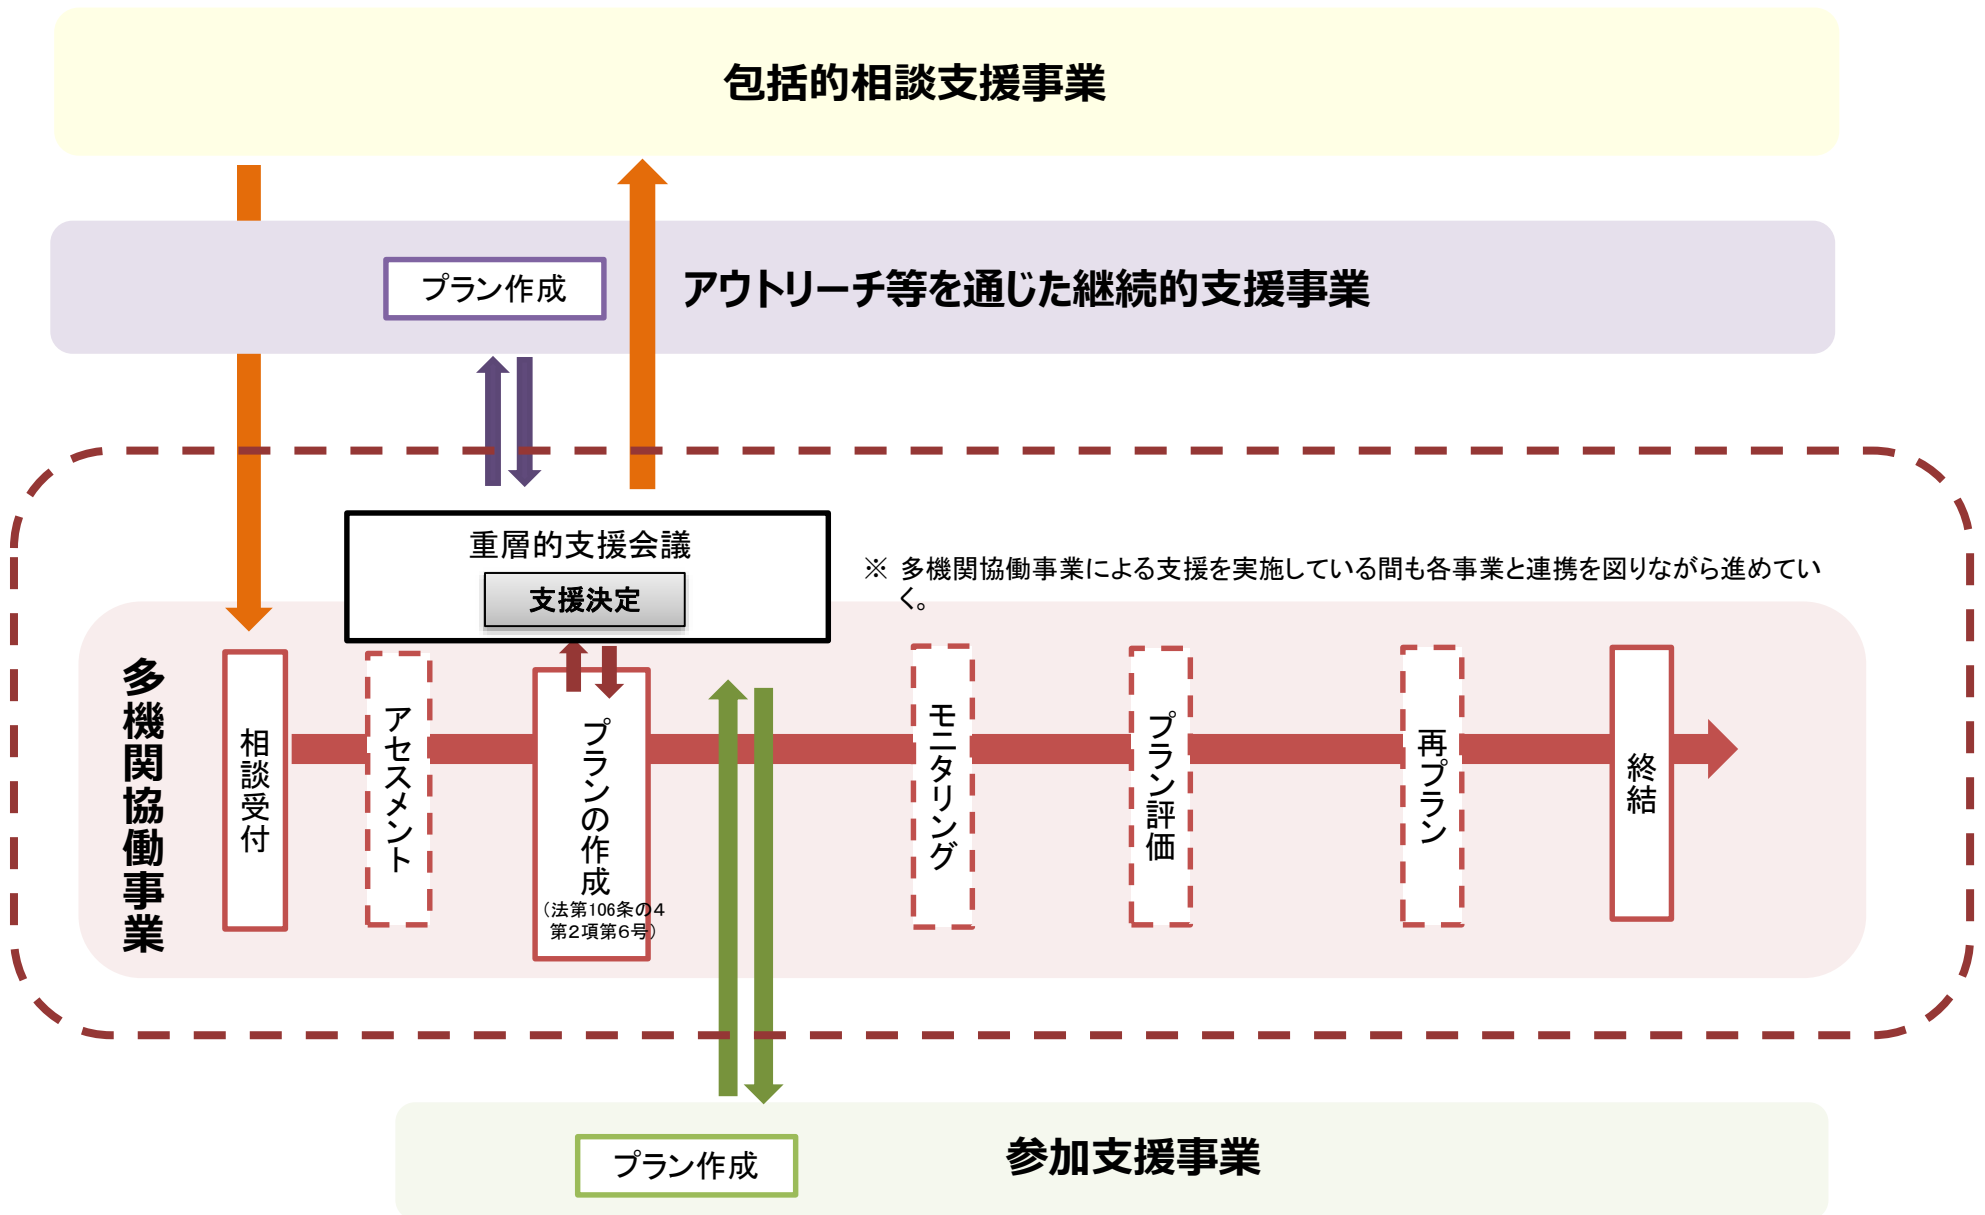 包括的相談支援事業
プラン作成
アウトリーチ等を通じた継続的支援事業
重層的支援会議
支援決定
※ 多機関協働事業による支援を実施している間も各事業と連携を図りながら進めてい
く。
多機関協働事業
相談受付
アセスメント
プランの作成
（法第106条の４
第２項第６号）
モニタリング
プラン評価
再プラン
終結
プラン作成
参加支援事業